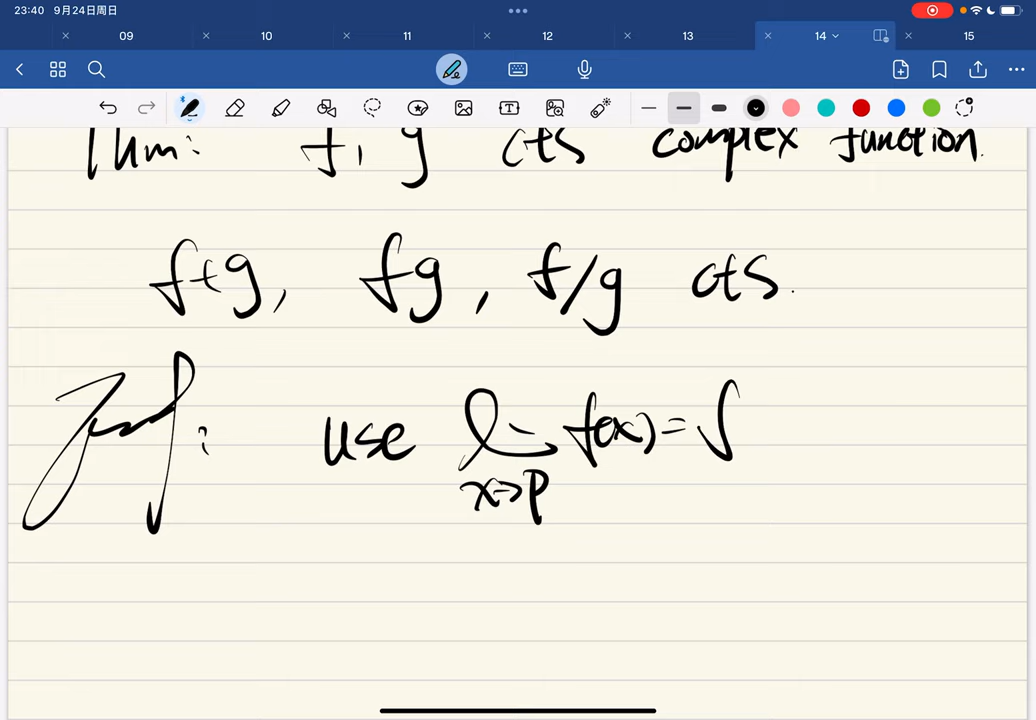 23:40 9月24日周日
09 10 11 12 13 14 15
Thm: f, g cts complex function.
f+g, fg, f/g cts.
Proof: use lim f(x) = f
x→p